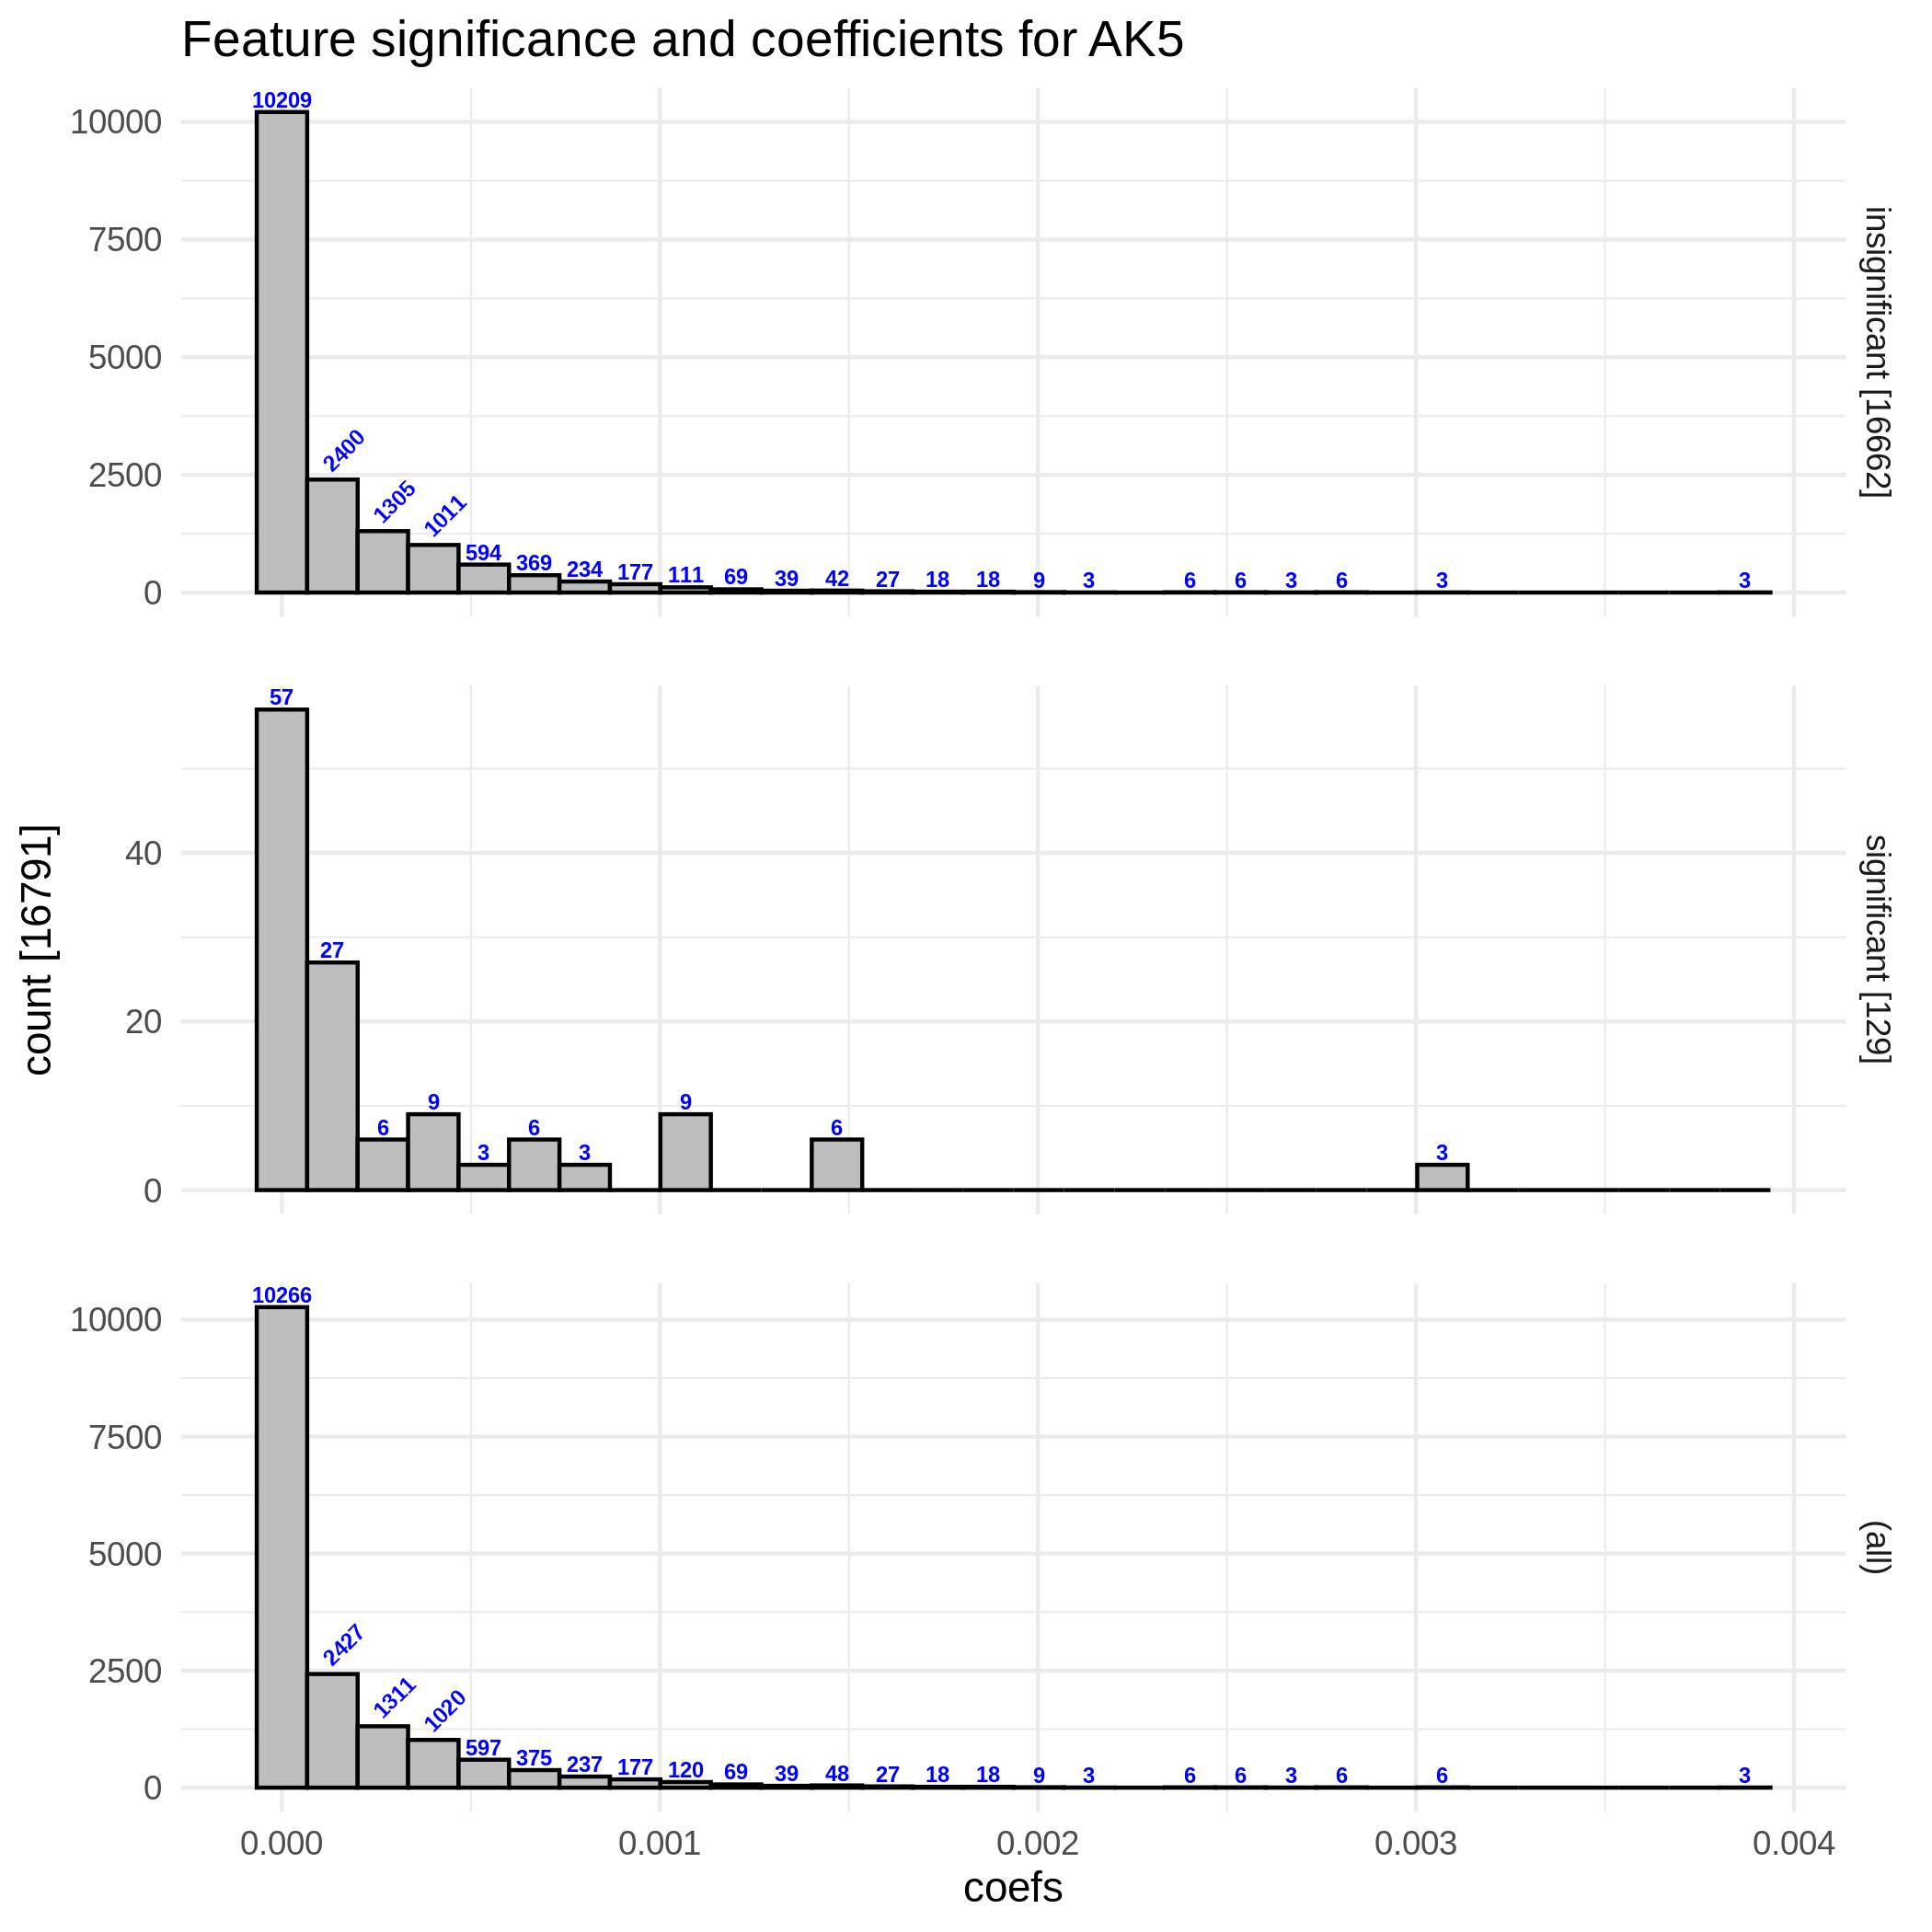 Feature significance and coefficients for AK5
10209
10000
7500
5000
2500
0
2400
1305
1011
594 369 234 177 111 69 39 42 27 18 18 9 3 6 6 3 6 3 3
insignificant [16662]
57
40
20
0
27
6 9 3 6 3 9 6 3
significant [129]
count [16791]
10266
10000
7500
5000
2500
0
2427
1311
1020
597 375 237 177 120 69 39 48 27 18 18 9 3 6 6 3 6 6 3
(all)
0.000 0.001 0.002 0.003 0.004
coefs